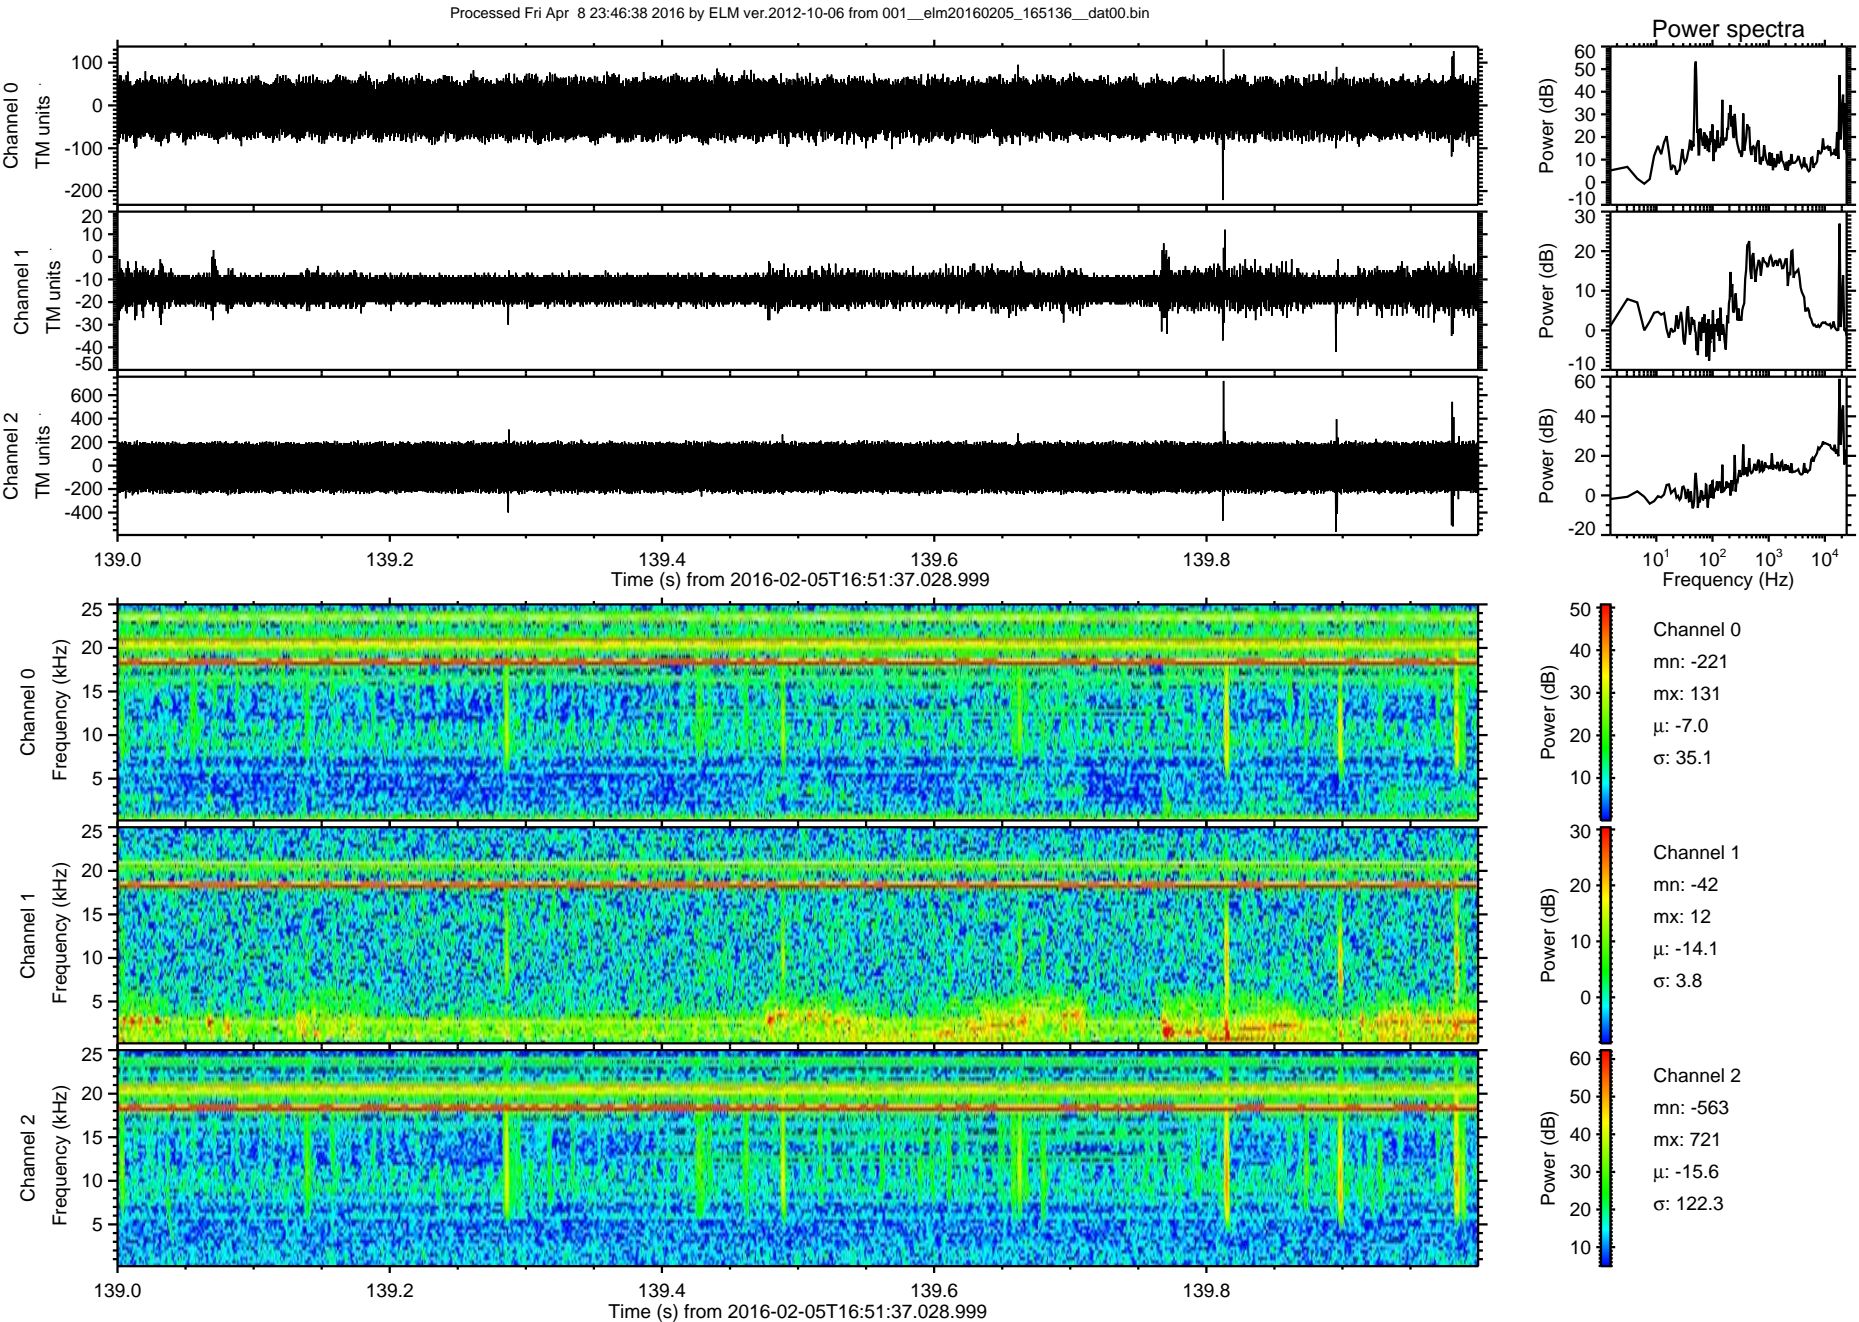 Processed Fri Apr  8 23:46:38 2016 by ELM ver.2012-10-06 from 001__elm20160205_165136__dat00.bin
Power spectra
Channel 0
TM units
100
0
-100
-200
Power (dB)
60
50
40
30
20
10
0
-10
Channel 1
TM units
20
10
0
-10
-20
-30
-40
-50
Power (dB)
30
20
10
0
-10
Channel 2
TM units
600
400
200
0
-200
-400
Power (dB)
60
40
20
0
-20
139.0 139.2 139.4 139.6 139.8
Time (s) from 2016-02-05T16:51:37.028.999
10^1 10^2 10^3 10^4
Frequency (Hz)
Channel 0
Frequency (kHz)
25
20
15
10
5
Power (dB)
50
40
30
20
10
Channel 0
mn: -221
mx: 131
μ: -7.0
σ: 35.1
Channel 1
Frequency (kHz)
25
20
15
10
5
Power (dB)
30
20
10
0
Channel 1
mn: -42
mx: 12
μ: -14.1
σ: 3.8
Channel 2
Frequency (kHz)
25
20
15
10
5
Power (dB)
60
50
40
30
20
10
Channel 2
mn: -563
mx: 721
μ: -15.6
σ: 122.3
139.0 139.2 139.4 139.6 139.8
Time (s) from 2016-02-05T16:51:37.028.999